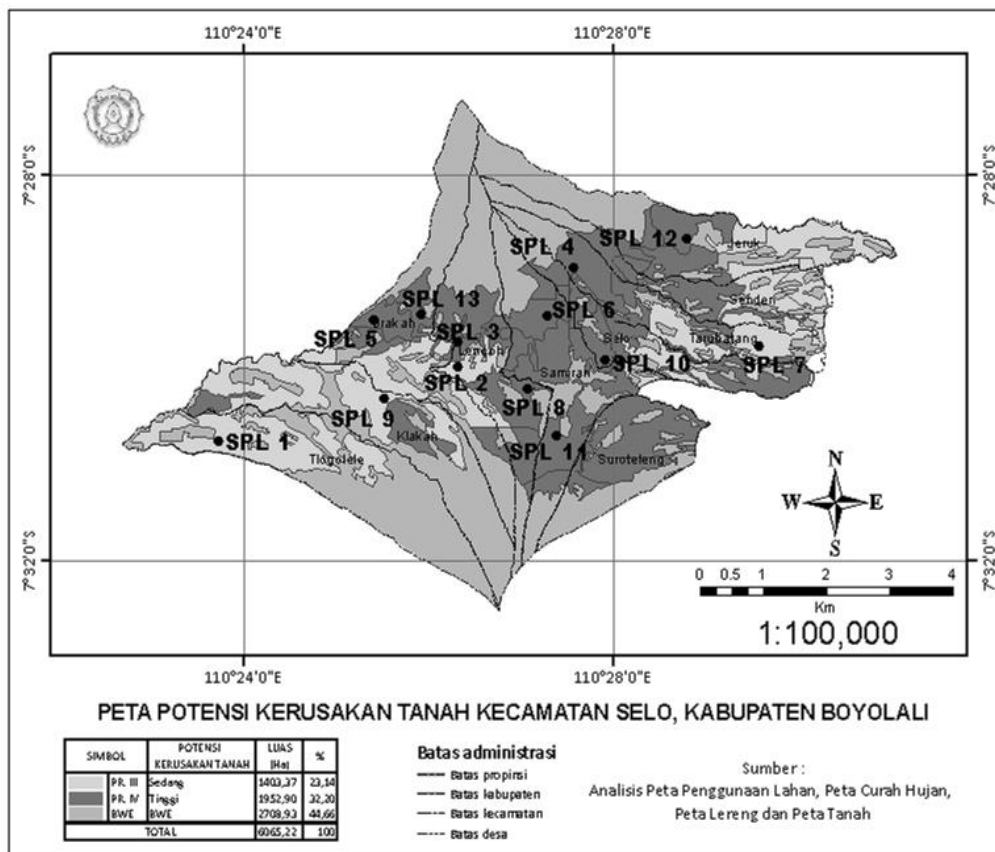 110°24'0"E 110°28'0"E
7°28'0"S 7°28'0"S
SPL 12 Jeruk
SPL 4
Senden
SPL 13
SPL 6
SPL 5 SPL 3 Selo Tarubatang
Lencoh SPL 10 SPL 7
SPL 2 Samiran
SPL 9 SPL 8
Klakah
SPL 1 SPL 11
Tlogolele Suroteleng
N
W E
S
7°32'0"S 7°32'0"S
0 0.5 1 2 3 4
Km
1:100,000
110°24'0"E 110°28'0"E
PETA POTENSI KERUSAKAN TANAH KECAMATAN SELO, KABUPATEN BOYOLALI
SIMBOL POTENSI KERUSAKAN TANAH LUAS (Ha) %
PR. III Sedang 1403,37 23,14
PR. IV Tinggi 1952,90 32,20
BWE BWE 2708,93 44,66
TOTAL 6065,22 100
Batas administrasi
Batas propinsi
Batas kabupaten
Batas kecamatan
Batas desa
Sumber :
Analisis Peta Penggunaan Lahan, Peta Curah Hujan,
Peta Lereng dan Peta Tanah